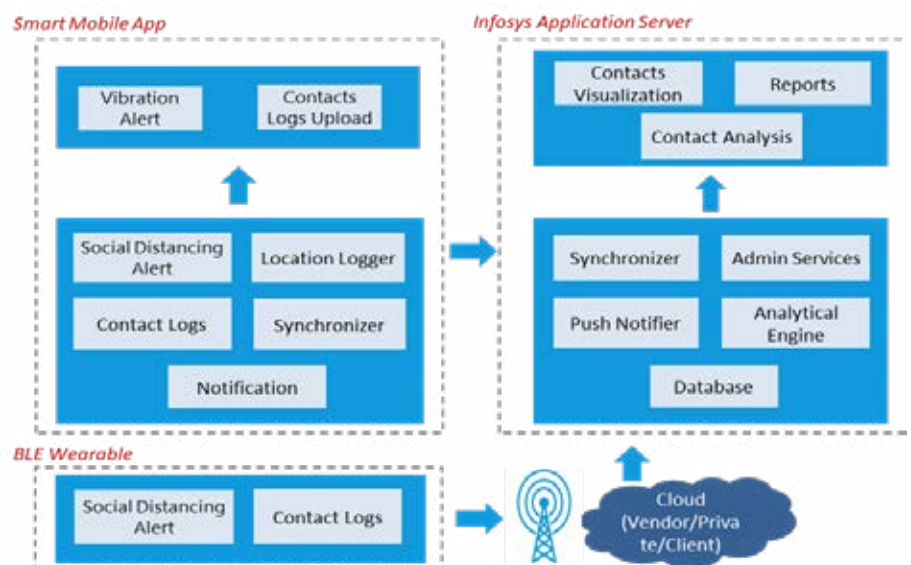 Smart Mobile App
Vibration
Alert
Contacts
Logs Upload
Social Distancing
Alert
Location Logger
Contact Logs
Synchronizer
Notification
Infosys Application Server
Contacts
Visualization
Reports
Contact Analysis
Synchronizer
Admin Services
Push Notifier
Analytical
Engine
Database
BLE Wearable
Social Distancing
Alert
Contact Logs
Cloud
(Vendor/Priva
te/Client)